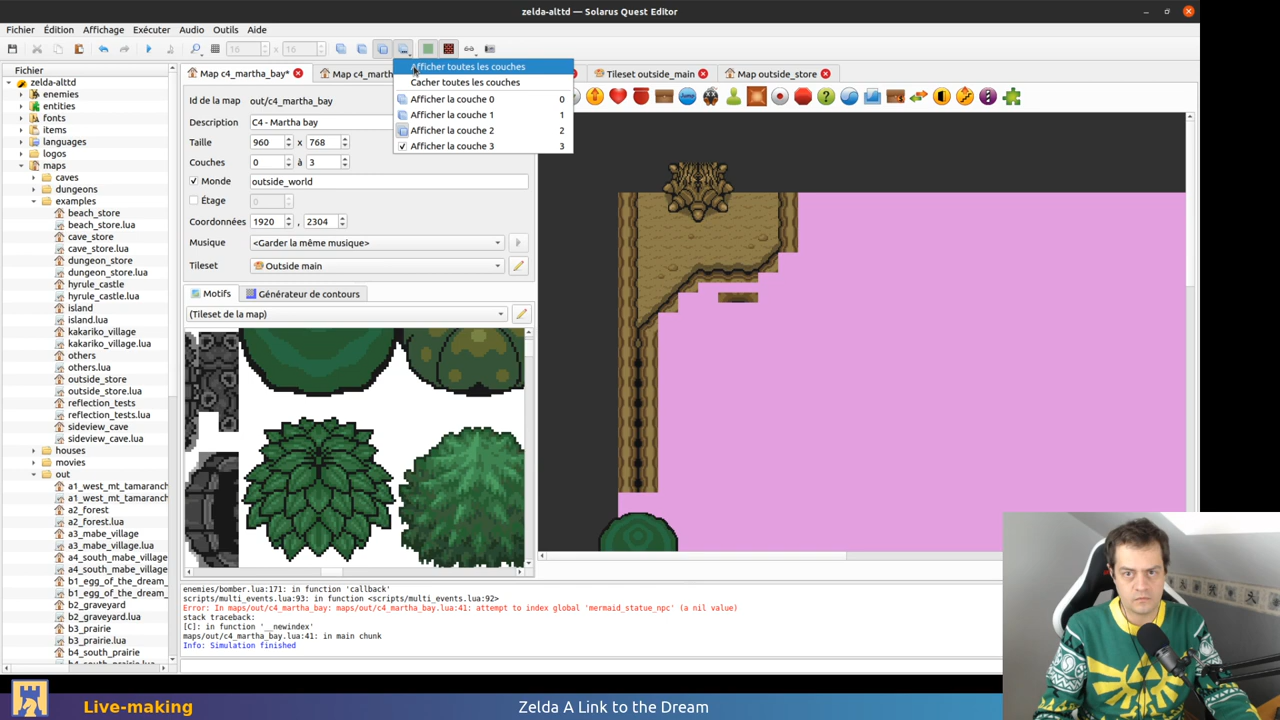 zelda-alttd — Solarus Quest Editor
Fichier Édition Affichage Exécuter Audio Outils Aide
16 x 16
Fichier
zelda-alttd
enemies
entities
fonts
items
languages
logos
maps
caves
dungeons
examples
beach_store
beach_store.lua
cave_store
cave_store.lua
dungeon_store
dungeon_store.lua
hyrule_castle
hyrule_castle.lua
island
island.lua
kakariko_village
kakariko_village.lua
others
others.lua
outside_store
outside_store.lua
reflection_tests
reflection_tests.lua
sideview_cave
sideview_cave.lua
houses
movies
out
a1_west_mt_tamaranch
a1_west_mt_tamaranch
a2_forest
a2_forest.lua
a3_mabe_village
a3_mabe_village.lua
a4_south_mabe_village
a4_south_mabe_village
b1_egg_of_the_dream_
b1_egg_of_the_dream_
b2_graveyard
b2_graveyard.lua
b3_prairie
b3_prairie.lua
b4_south_prairie
b4_south_prairie.lua
Map c4_martha_bay* Map c4_marth Tileset outside_main Map outside_store
Id de la map out/c4_martha_bay
Description C4 - Martha bay
Taille 960 x 768
Couches 0 à 3
Monde outside_world
Étage 0
Coordonnées 1920 , 2304
Musique <Garder la même musique>
Tileset Outside main
Motifs Générateur de contours
(Tileset de la map)
Afficher toutes les couches
Cacher toutes les couches
Afficher la couche 0 0
Afficher la couche 1 1
Afficher la couche 2 2
Afficher la couche 3 3
enemies/bomber.lua:171: in function 'callback'
scripts/multi_events.lua:93: in function <scripts/multi_events.lua:92>
Error: In maps/out/c4_martha_bay: maps/out/c4_martha_bay.lua:41: attempt to index global 'mermaid_statue_npc' (a nil value)
stack traceback:
[C]: in function '__newindex'
maps/out/c4_martha_bay.lua:41: in main chunk
Info: Simulation finished
Live-making
Zelda A Link to the Dream